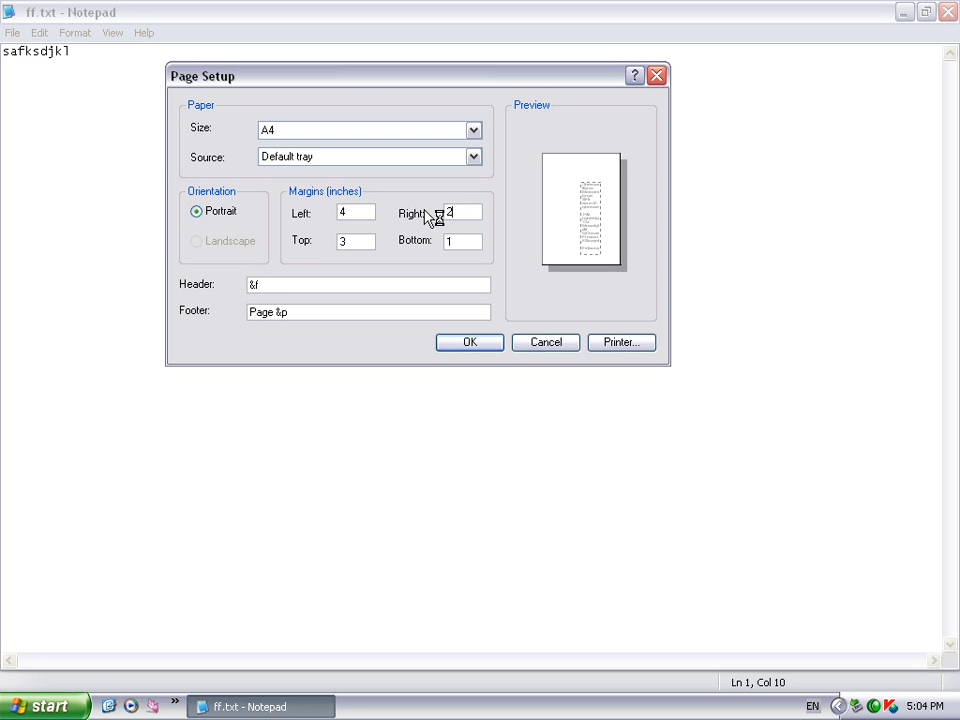 ff.txt - Notepad
File Edit Format View Help
safksdjkl
Page Setup
Paper
Size: A4
Source: Default tray
Orientation
Portrait
Landscape
Margins (inches)
Left: 4 Right: 2
Top: 3 Bottom: 1
Header: &f
Footer: Page &p
Preview
OK Cancel Printer...
Ln 1, Col 10
start ff.txt - Notepad EN 5:04 PM